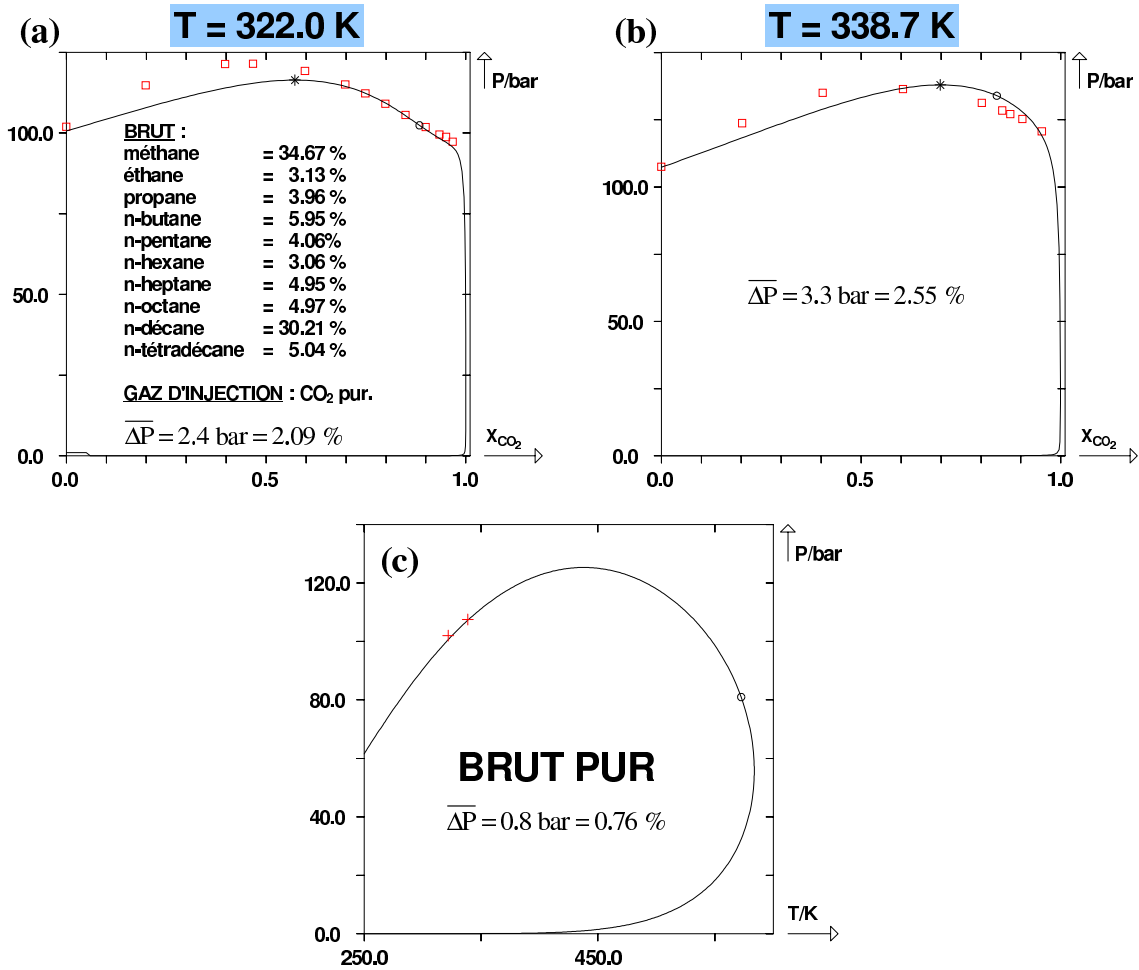 (a)
T = 322.0 K
P/bar
100.0
50.0
0.0
BRUT :
méthane = 34.67 %
éthane = 3.13 %
propane = 3.96 %
n-butane = 5.95 %
n-pentane = 4.06%
n-hexane = 3.06 %
n-heptane = 4.95 %
n-octane = 4.97 %
n-décane = 30.21 %
n-tétradécane = 5.04 %
GAZ D'INJECTION : CO₂ pur.
ΔP = 2.4 bar = 2.09 %
X_CO₂
0.0 0.5 1.0
(b)
T = 338.7 K
P/bar
100.0
50.0
0.0
ΔP = 3.3 bar = 2.55 %
X_CO₂
0.0 0.5 1.0
(c)
P/bar
120.0
80.0
40.0
0.0
BRUT PUR
ΔP = 0.8 bar = 0.76 %
T/K
250.0 450.0